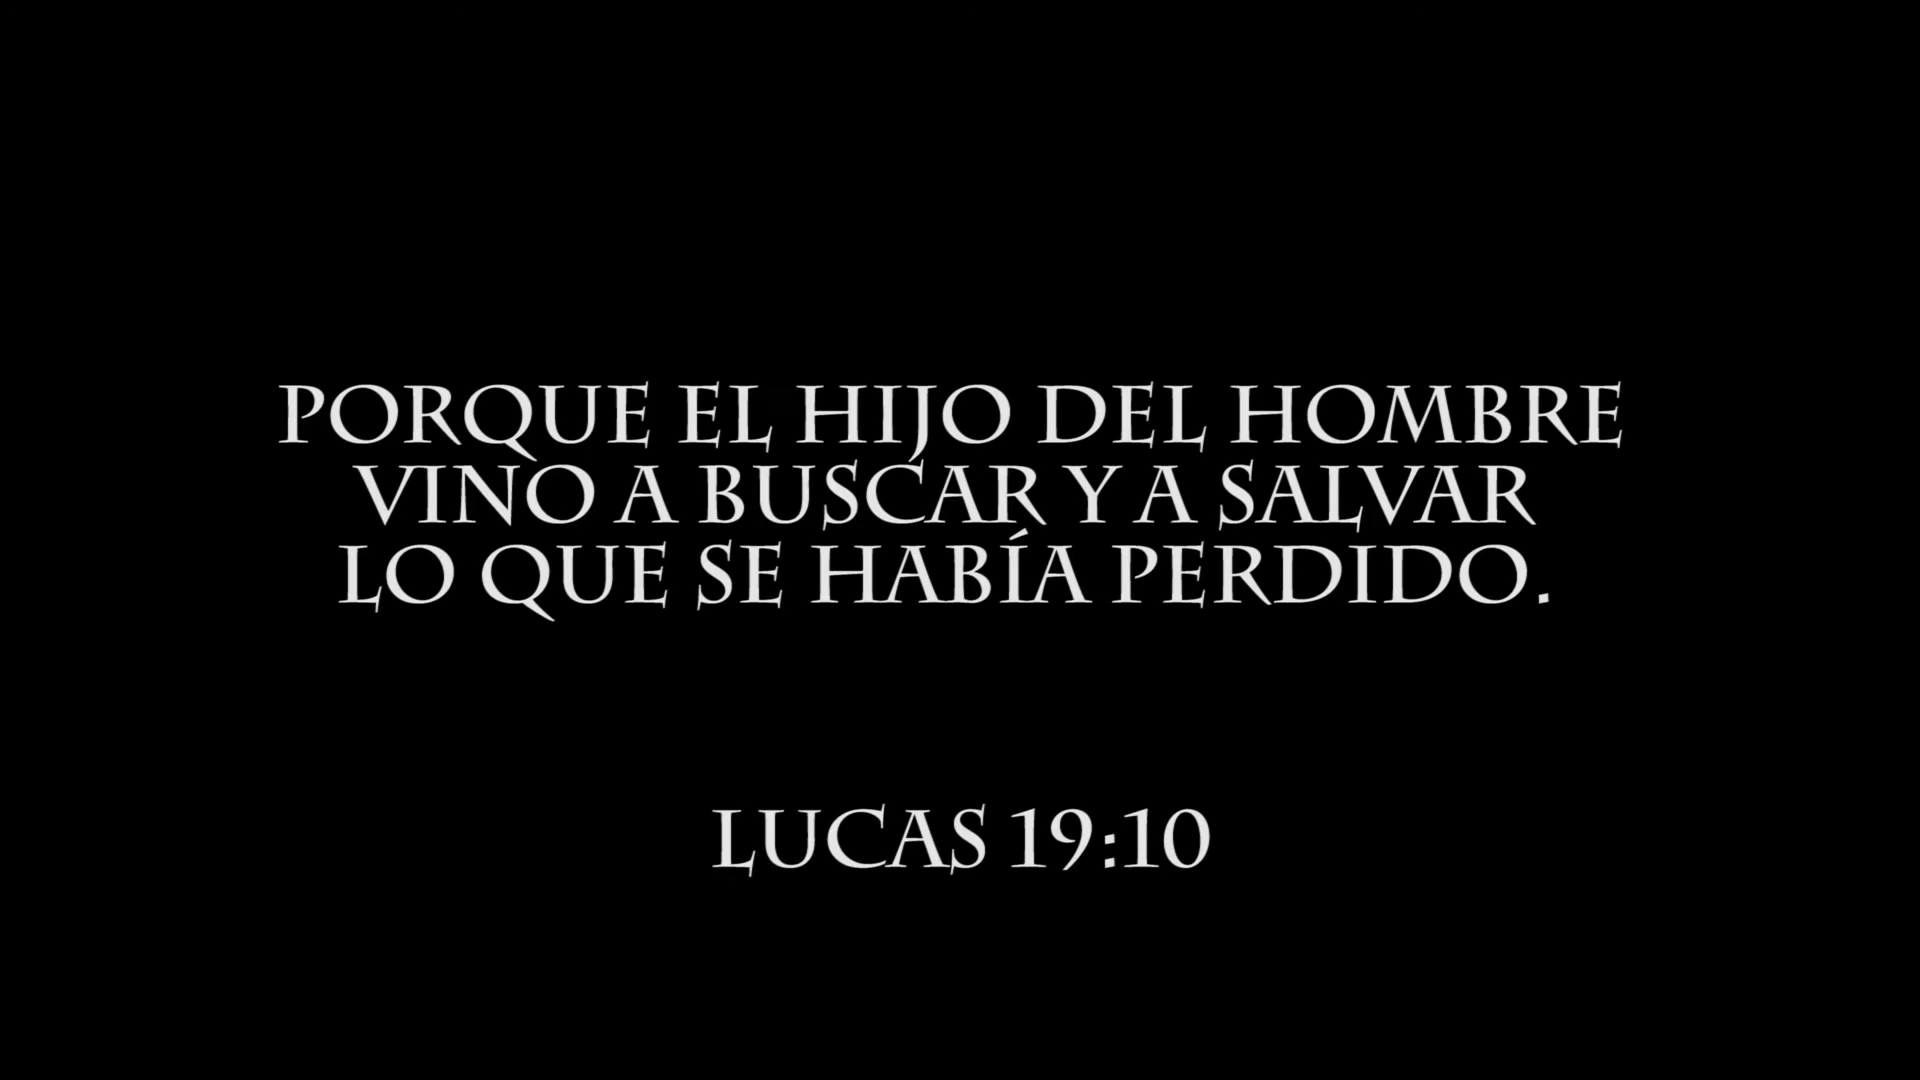 PORQUE EL HIJO DEL HOMBRE
VINO A BUSCAR Y A SALVAR
LO QUE SE HABÍA PERDIDO.
LUCAS 19:10